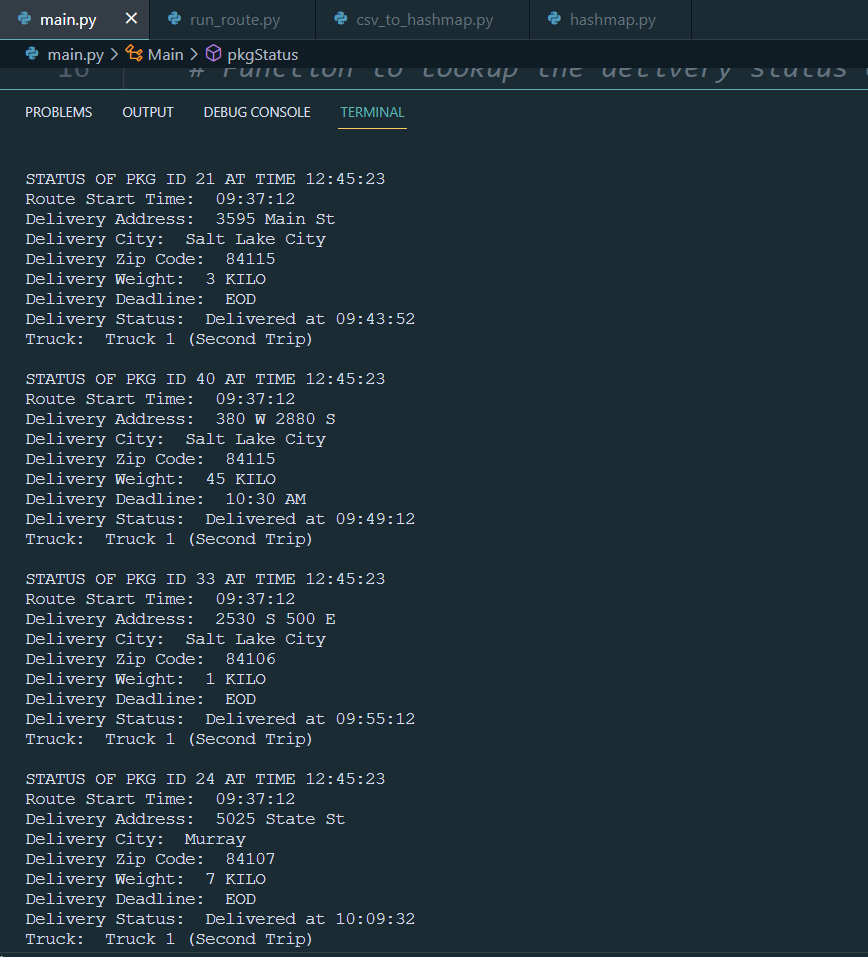 main.py
run_route.py
csv_to_hashmap.py
hashmap.py
main.py > Main > pkgStatus
16 # Function to lookup the delivery status
PROBLEMS OUTPUT DEBUG CONSOLE TERMINAL
STATUS OF PKG ID 21 AT TIME 12:45:23
Route Start Time:  09:37:12
Delivery Address:  3595 Main St
Delivery City:  Salt Lake City
Delivery Zip Code:  84115
Delivery Weight:  3 KILO
Delivery Deadline:  EOD
Delivery Status:  Delivered at 09:43:52
Truck:  Truck 1 (Second Trip)
STATUS OF PKG ID 40 AT TIME 12:45:23
Route Start Time:  09:37:12
Delivery Address:  380 W 2880 S
Delivery City:  Salt Lake City
Delivery Zip Code:  84115
Delivery Weight:  45 KILO
Delivery Deadline:  10:30 AM
Delivery Status:  Delivered at 09:49:12
Truck:  Truck 1 (Second Trip)
STATUS OF PKG ID 33 AT TIME 12:45:23
Route Start Time:  09:37:12
Delivery Address:  2530 S 500 E
Delivery City:  Salt Lake City
Delivery Zip Code:  84106
Delivery Weight:  1 KILO
Delivery Deadline:  EOD
Delivery Status:  Delivered at 09:55:12
Truck:  Truck 1 (Second Trip)
STATUS OF PKG ID 24 AT TIME 12:45:23
Route Start Time:  09:37:12
Delivery Address:  5025 State St
Delivery City:  Murray
Delivery Zip Code:  84107
Delivery Weight:  7 KILO
Delivery Deadline:  EOD
Delivery Status:  Delivered at 10:09:32
Truck:  Truck 1 (Second Trip)